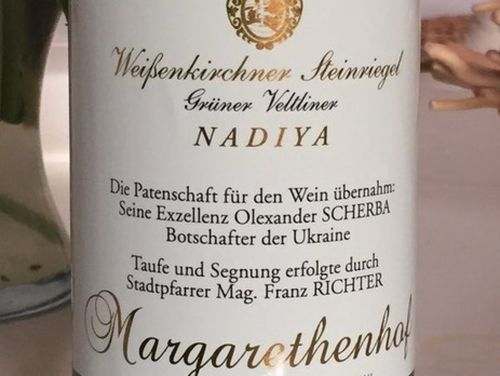 Weißenkirchner Steinriegel
Grüner Veltliner
NADIYA
Die Patenschaft für den Wein übernahm:
Seine Exzellenz Olexander SCHERBA
Botschafter der Ukraine
Taufe und Segnung erfolgte durch
Stadtpfarrer Mag. Franz RICHTER
Margarethenhof